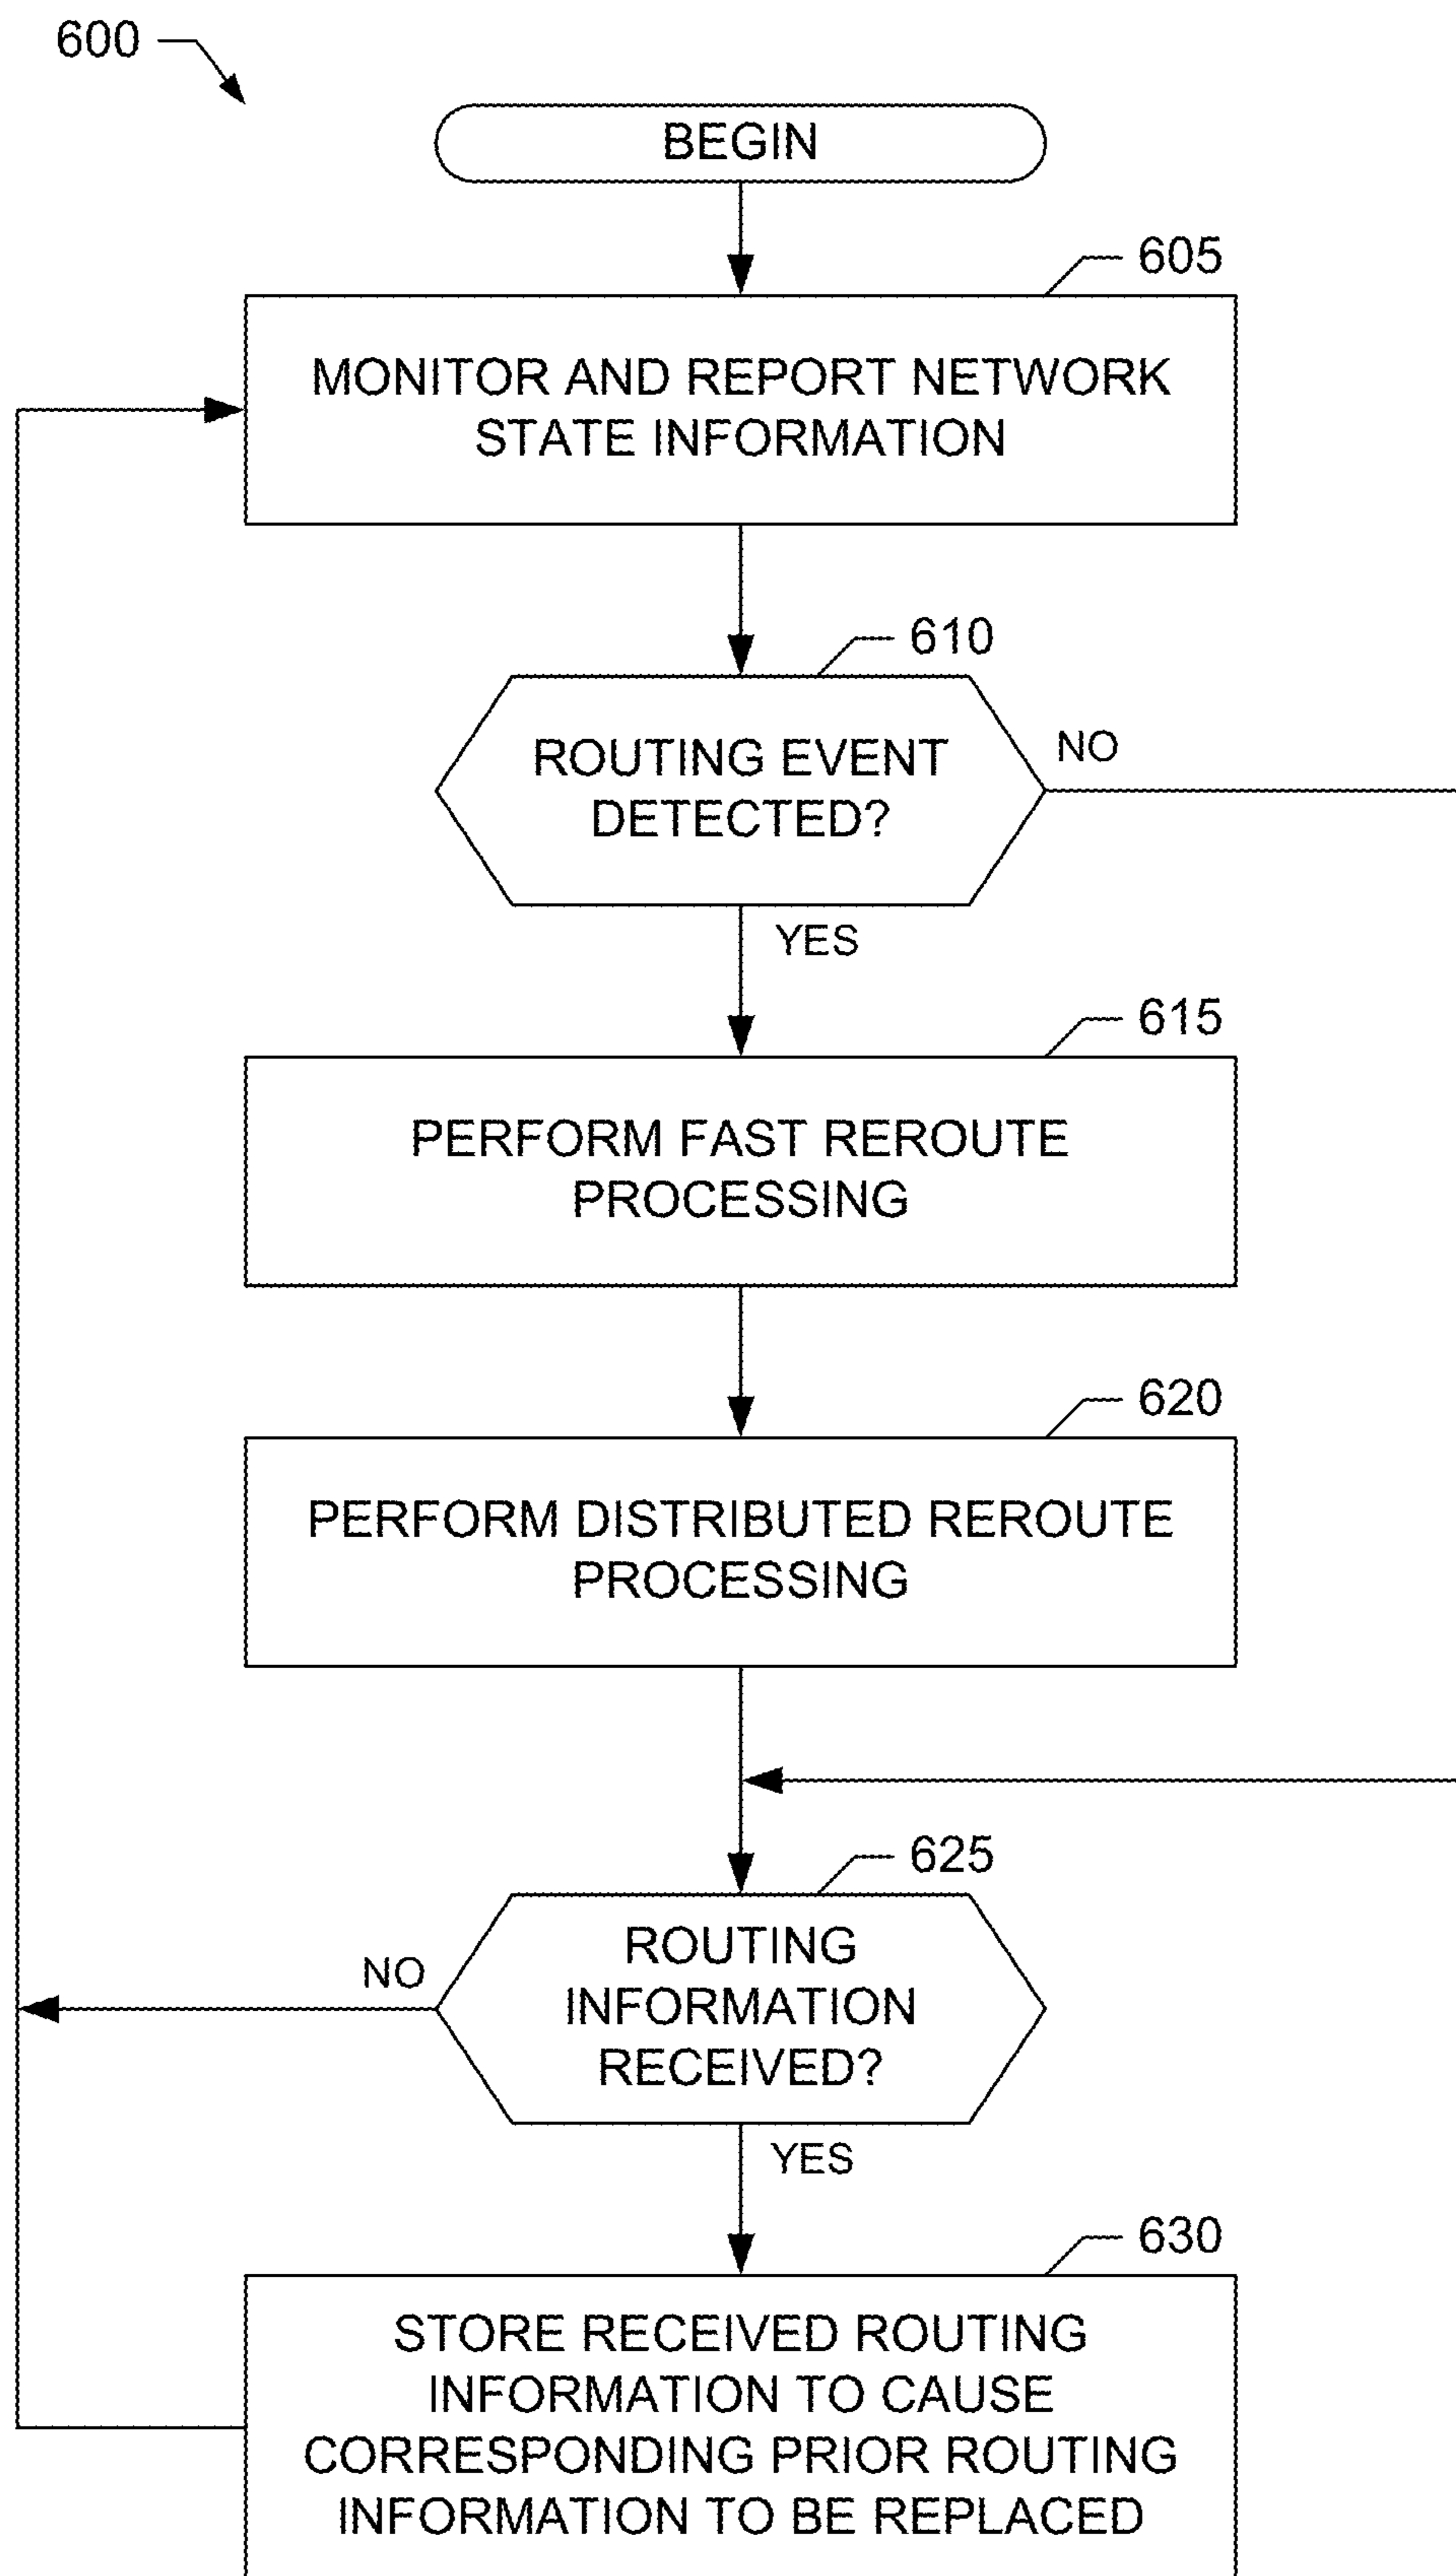 600
BEGIN
605
MONITOR AND REPORT NETWORK
STATE INFORMATION
610
ROUTING EVENT
DETECTED?
NO
YES
615
PERFORM FAST REROUTE
PROCESSING
620
PERFORM DISTRIBUTED REROUTE
PROCESSING
625
ROUTING
INFORMATION
RECEIVED?
NO
YES
630
STORE RECEIVED ROUTING
INFORMATION TO CAUSE
CORRESPONDING PRIOR ROUTING
INFORMATION TO BE REPLACED